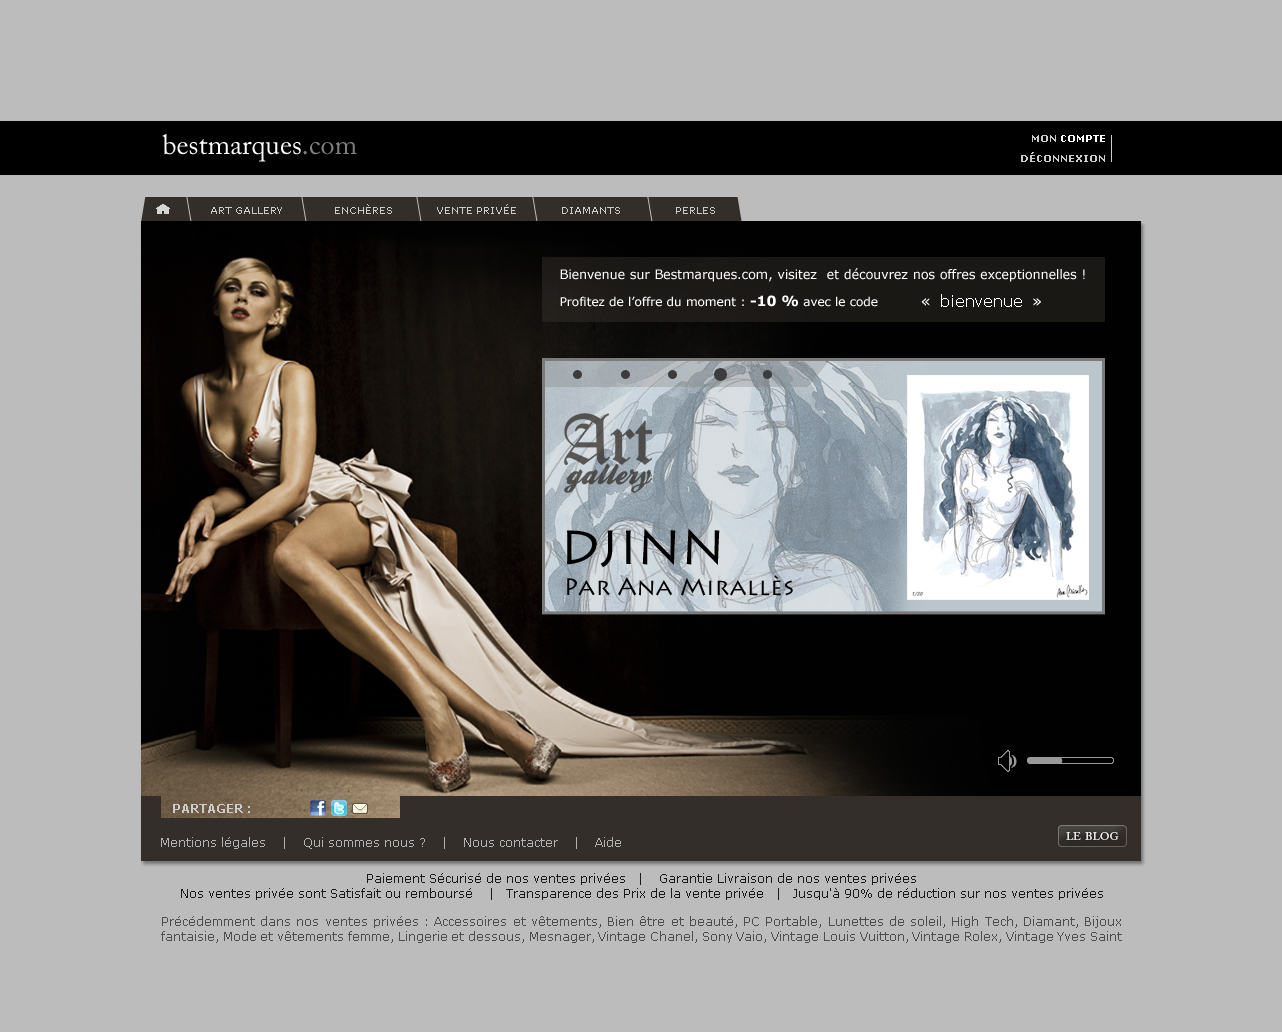 bestmarques.com
MON COMPTE
DÉCONNEXION
ART GALLERY ENCHÈRES VENTE PRIVÉE DIAMANTS PERLES
Bienvenue sur Bestmarques.com, visitez et découvrez nos offres exceptionnelles !
Profitez de l'offre du moment : -10 % avec le code « bienvenue »
Art
gallery
DJINN
PAR ANA MIRALLÈS
1/20 Ana Mirallès
PARTAGER :
Mentions légales | Qui sommes nous ? | Nous contacter | Aide
LE BLOG
Paiement Sécurisé de nos ventes privées | Garantie Livraison de nos ventes privées
Nos ventes privée sont Satisfait ou remboursé | Transparence des Prix de la vente privée | Jusqu'à 90% de réduction sur nos ventes privées
Précédemment dans nos ventes privées : Accessoires et vêtements, Bien être et beauté, PC Portable, Lunettes de soleil, High Tech, Diamant, Bijoux
fantaisie, Mode et vêtements femme, Lingerie et dessous, Mesnager, Vintage Chanel, Sony Vaio, Vintage Louis Vuitton, Vintage Rolex, Vintage Yves Saint